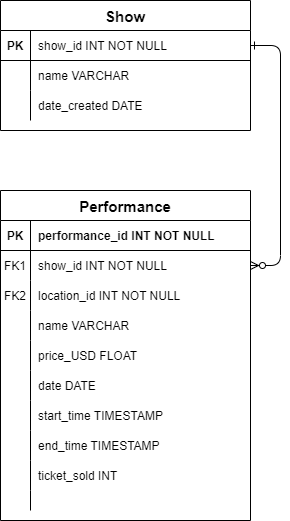 Show
PK show_id INT NOT NULL
name VARCHAR
date_created DATE
Performance
PK performance_id INT NOT NULL
FK1 show_id INT NOT NULL
FK2 location_id INT NOT NULL
name VARCHAR
price_USD FLOAT
date DATE
start_time TIMESTAMP
end_time TIMESTAMP
ticket_sold INT